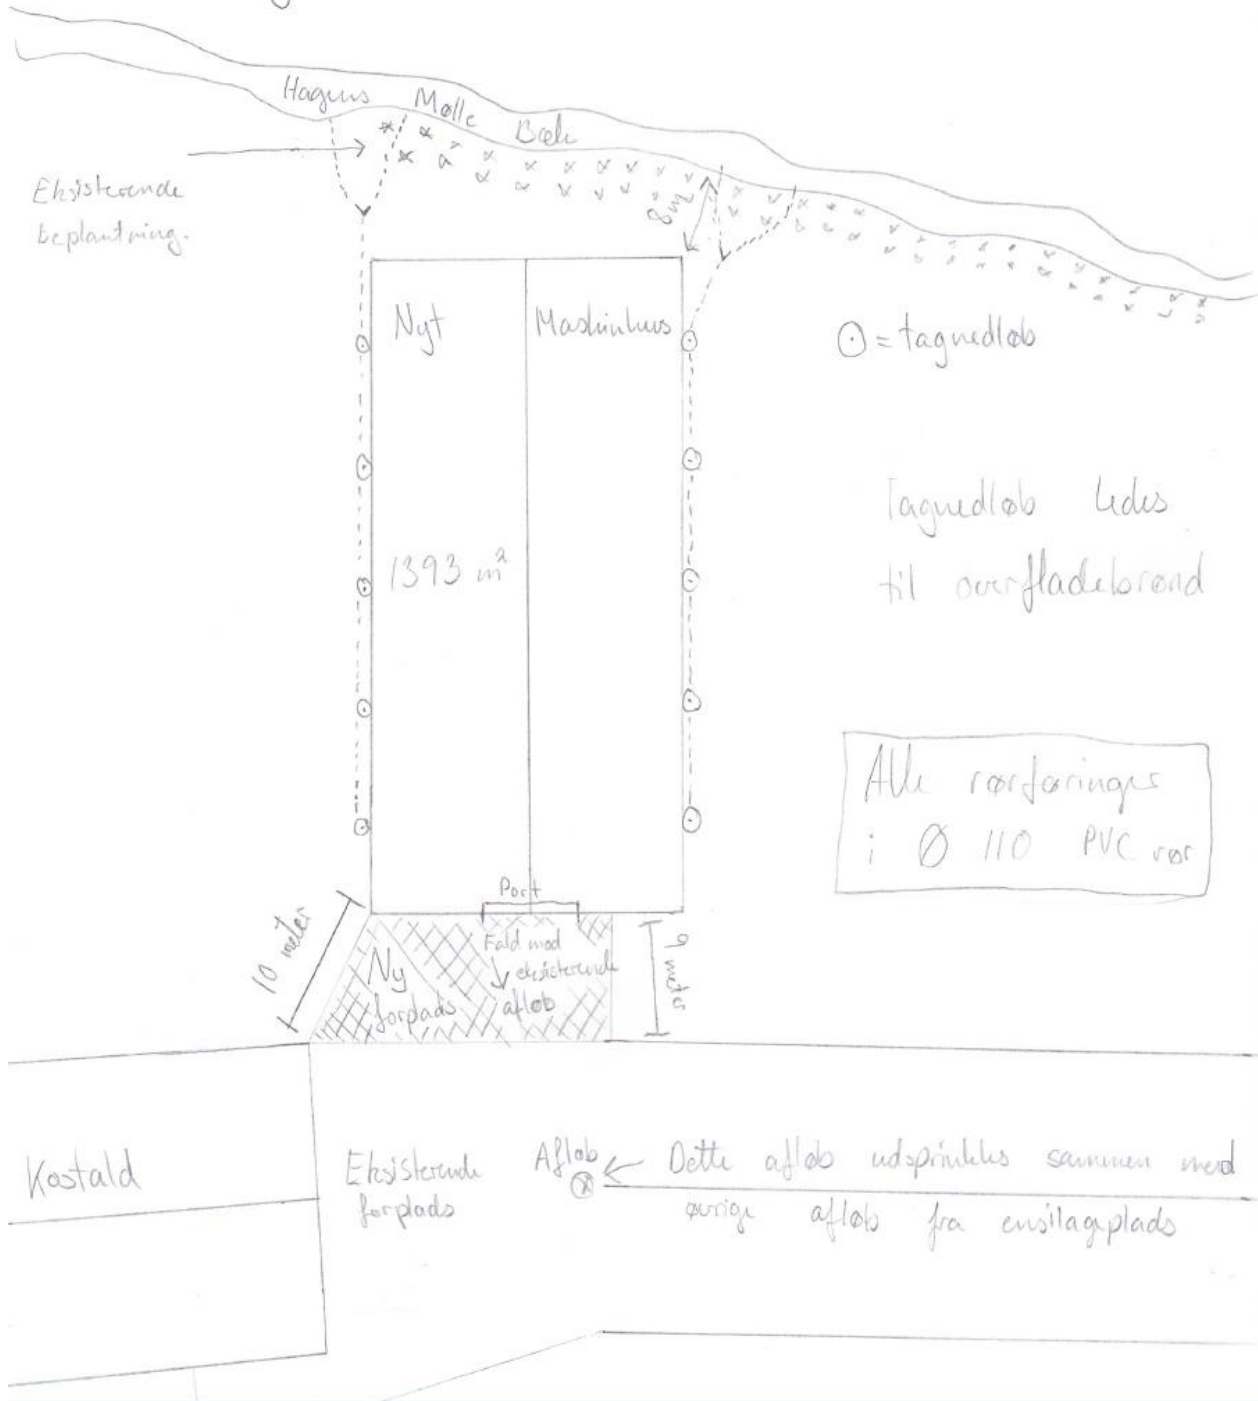 Hagens Mølle Bæk
Eksisterende
beplantning.
8 m
Nyt Maskinhus
⊙ = tagnedløb
Tagnedløb ledes
til overfladebrønd
1393 m²
Alle rørføringer
i Ø 110 PVC rør
Port
10 meter
9 meter
Fald mod
eksisterende
afløb
Ny
forplads
Kostald
Eksisterende
forplads
Afløb
Dette afløb udsprinkles sammen med
øvrige afløb fra ensilageplads